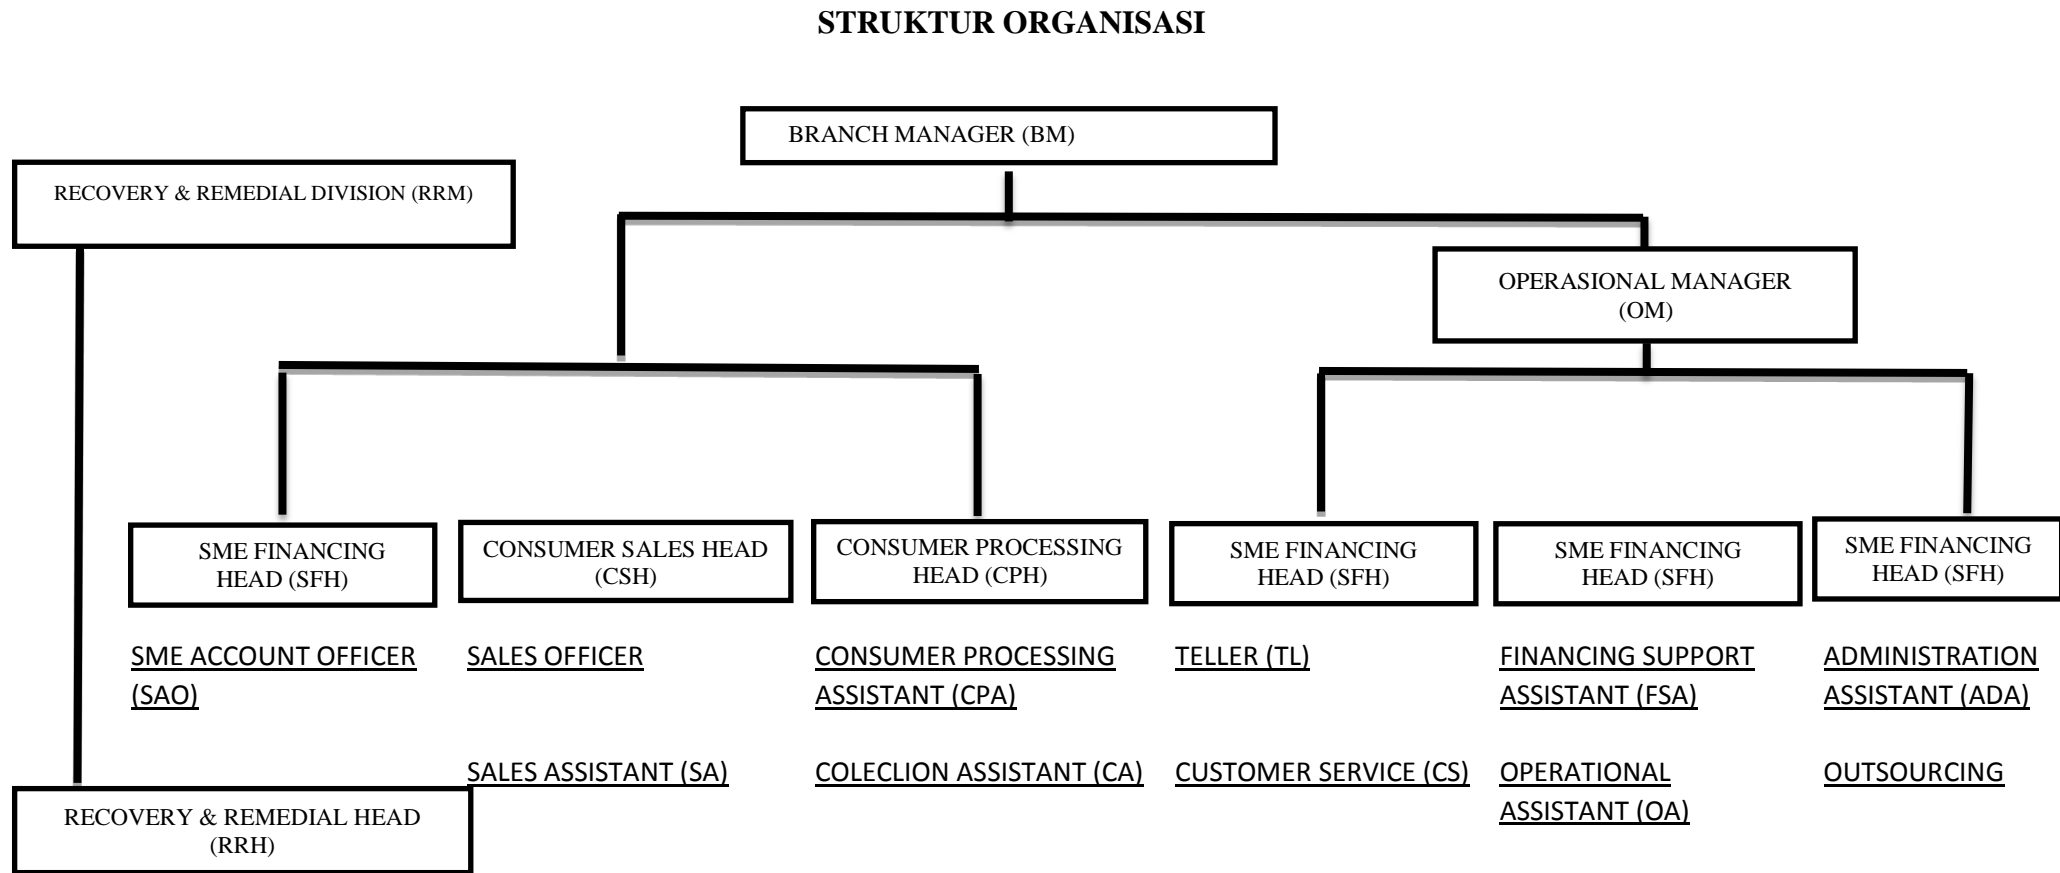 STRUKTUR ORGANISASI
BRANCH MANAGER (BM)
RECOVERY & REMEDIAL DIVISION (RRM)
OPERASIONAL MANAGER
(OM)
SME FINANCING
HEAD (SFH)
CONSUMER SALES HEAD
(CSH)
CONSUMER PROCESSING
HEAD (CPH)
SME FINANCING
HEAD (SFH)
SME FINANCING
HEAD (SFH)
SME FINANCING
HEAD (SFH)
SME ACCOUNT OFFICER
(SAO)
SALES OFFICER
CONSUMER PROCESSING
ASSISTANT (CPA)
TELLER (TL)
FINANCING SUPPORT
ASSISTANT (FSA)
ADMINISTRATION
ASSISTANT (ADA)
SALES ASSISTANT (SA)
COLECLION ASSISTANT (CA)
CUSTOMER SERVICE (CS)
OPERATIONAL
ASSISTANT (OA)
OUTSOURCING
RECOVERY & REMEDIAL HEAD
(RRH)